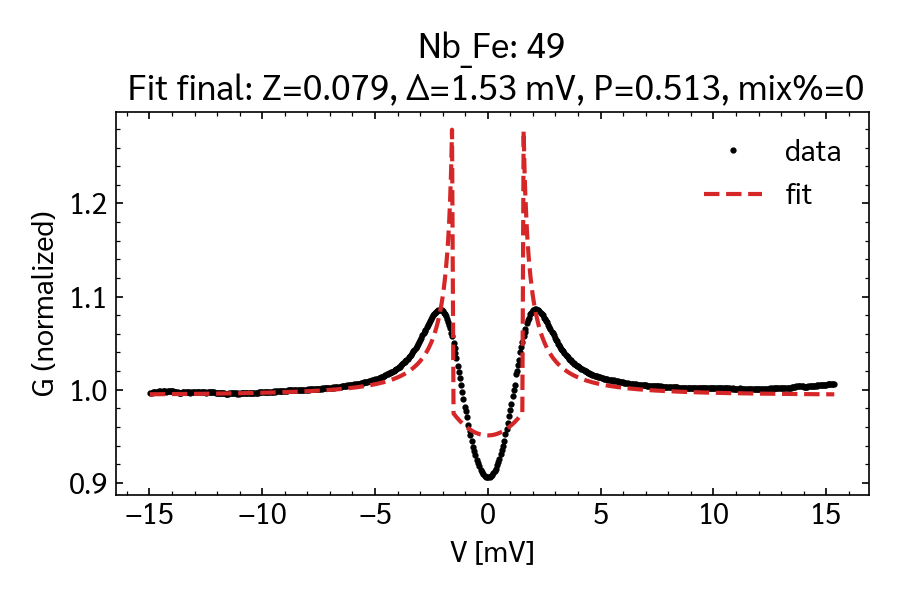 Nb_Fe: 49
Fit final: Z=0.079, Δ=1.53 mV, P=0.513, mix%=0
data
fit
1.2
1.1
1.0
0.9
G (normalized)
−15
−10
−5
0
5
10
15
V [mV]